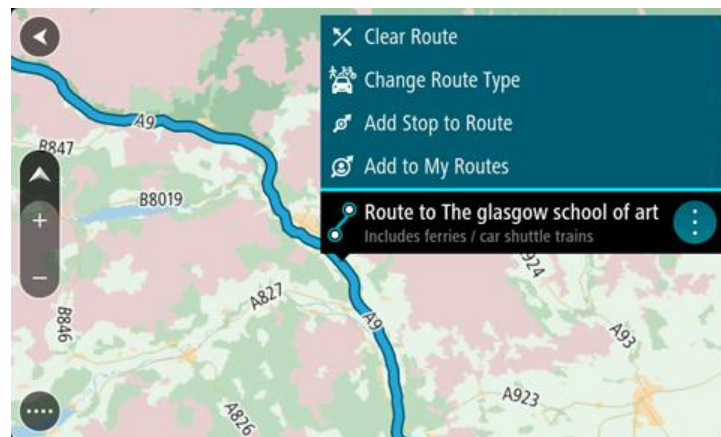 Clear Route
Change Route Type
Add Stop to Route
Add to My Routes
Route to The glasgow school of art
Includes ferries / car shuttle trains
A9
B847
B8019
A827
B846
A9
A924
A93
A923
A826